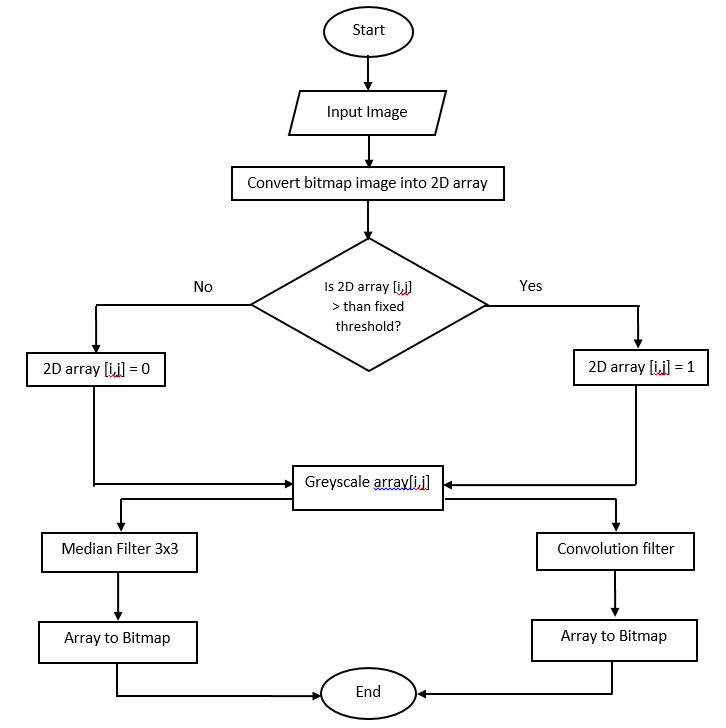 Start
Input Image
Convert bitmap image into 2D array
Is 2D array [i,j]
> than fixed
threshold?
No
Yes
2D array [i,j] = 0
2D array [i,j] = 1
Greyscale array[i,j]
Median Filter 3x3
Convolution filter
Array to Bitmap
Array to Bitmap
End